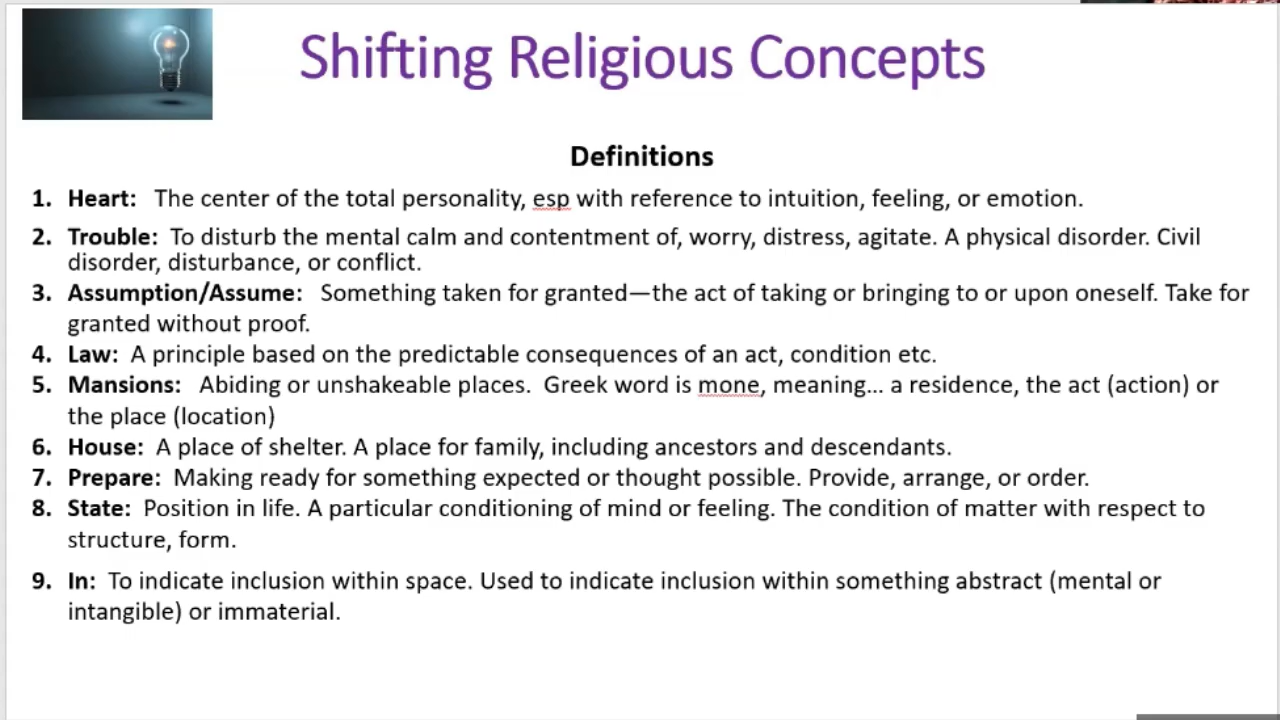 Shifting Religious Concepts
Definitions
1. Heart: The center of the total personality, esp with reference to intuition, feeling, or emotion.
2. Trouble: To disturb the mental calm and contentment of, worry, distress, agitate. A physical disorder. Civil
disorder, disturbance, or conflict.
3. Assumption/Assume: Something taken for granted—the act of taking or bringing to or upon oneself. Take for
granted without proof.
4. Law: A principle based on the predictable consequences of an act, condition etc.
5. Mansions: Abiding or unshakeable places. Greek word is mone, meaning... a residence, the act (action) or
the place (location)
6. House: A place of shelter. A place for family, including ancestors and descendants.
7. Prepare: Making ready for something expected or thought possible. Provide, arrange, or order.
8. State: Position in life. A particular conditioning of mind or feeling. The condition of matter with respect to
structure, form.
9. In: To indicate inclusion within space. Used to indicate inclusion within something abstract (mental or
intangible) or immaterial.